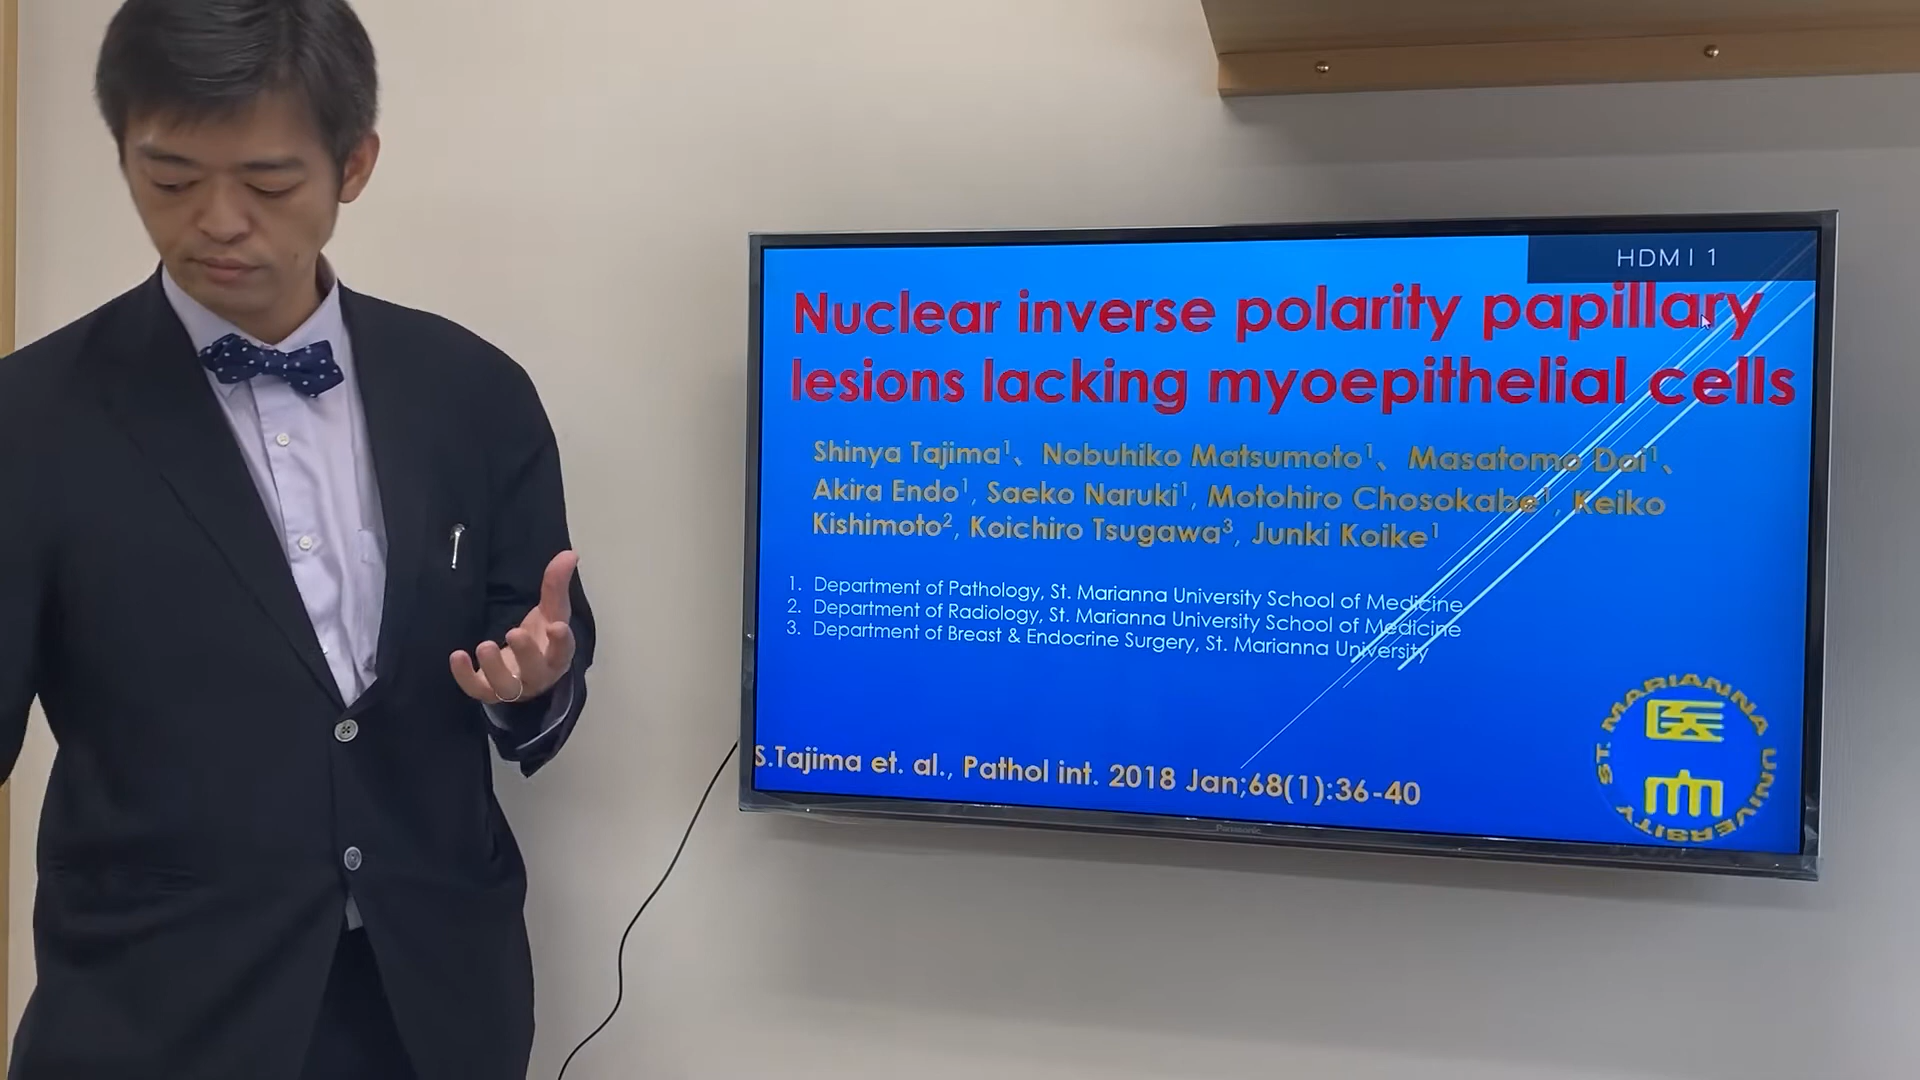 HDMI 1
Nuclear inverse polarity papillary
lesions lacking myoepithelial cells
Shinya Tajima¹、Nobuhiko Matsumoto¹、Masatomo Doi¹、
Akira Endo¹, Saeko Naruki¹, Motohiro Chosokabe¹, Keiko
Kishimoto², Koichiro Tsugawa³, Junki Koike¹
1. Department of Pathology, St. Marianna University School of Medicine
2. Department of Radiology, St. Marianna University School of Medicine
3. Department of Breast & Endocrine Surgery, St. Marianna University
S.Tajima et. al., Pathol int. 2018 Jan;68(1):36-40
ST. MARIANNA UNIVERSITY
医
Panasonic